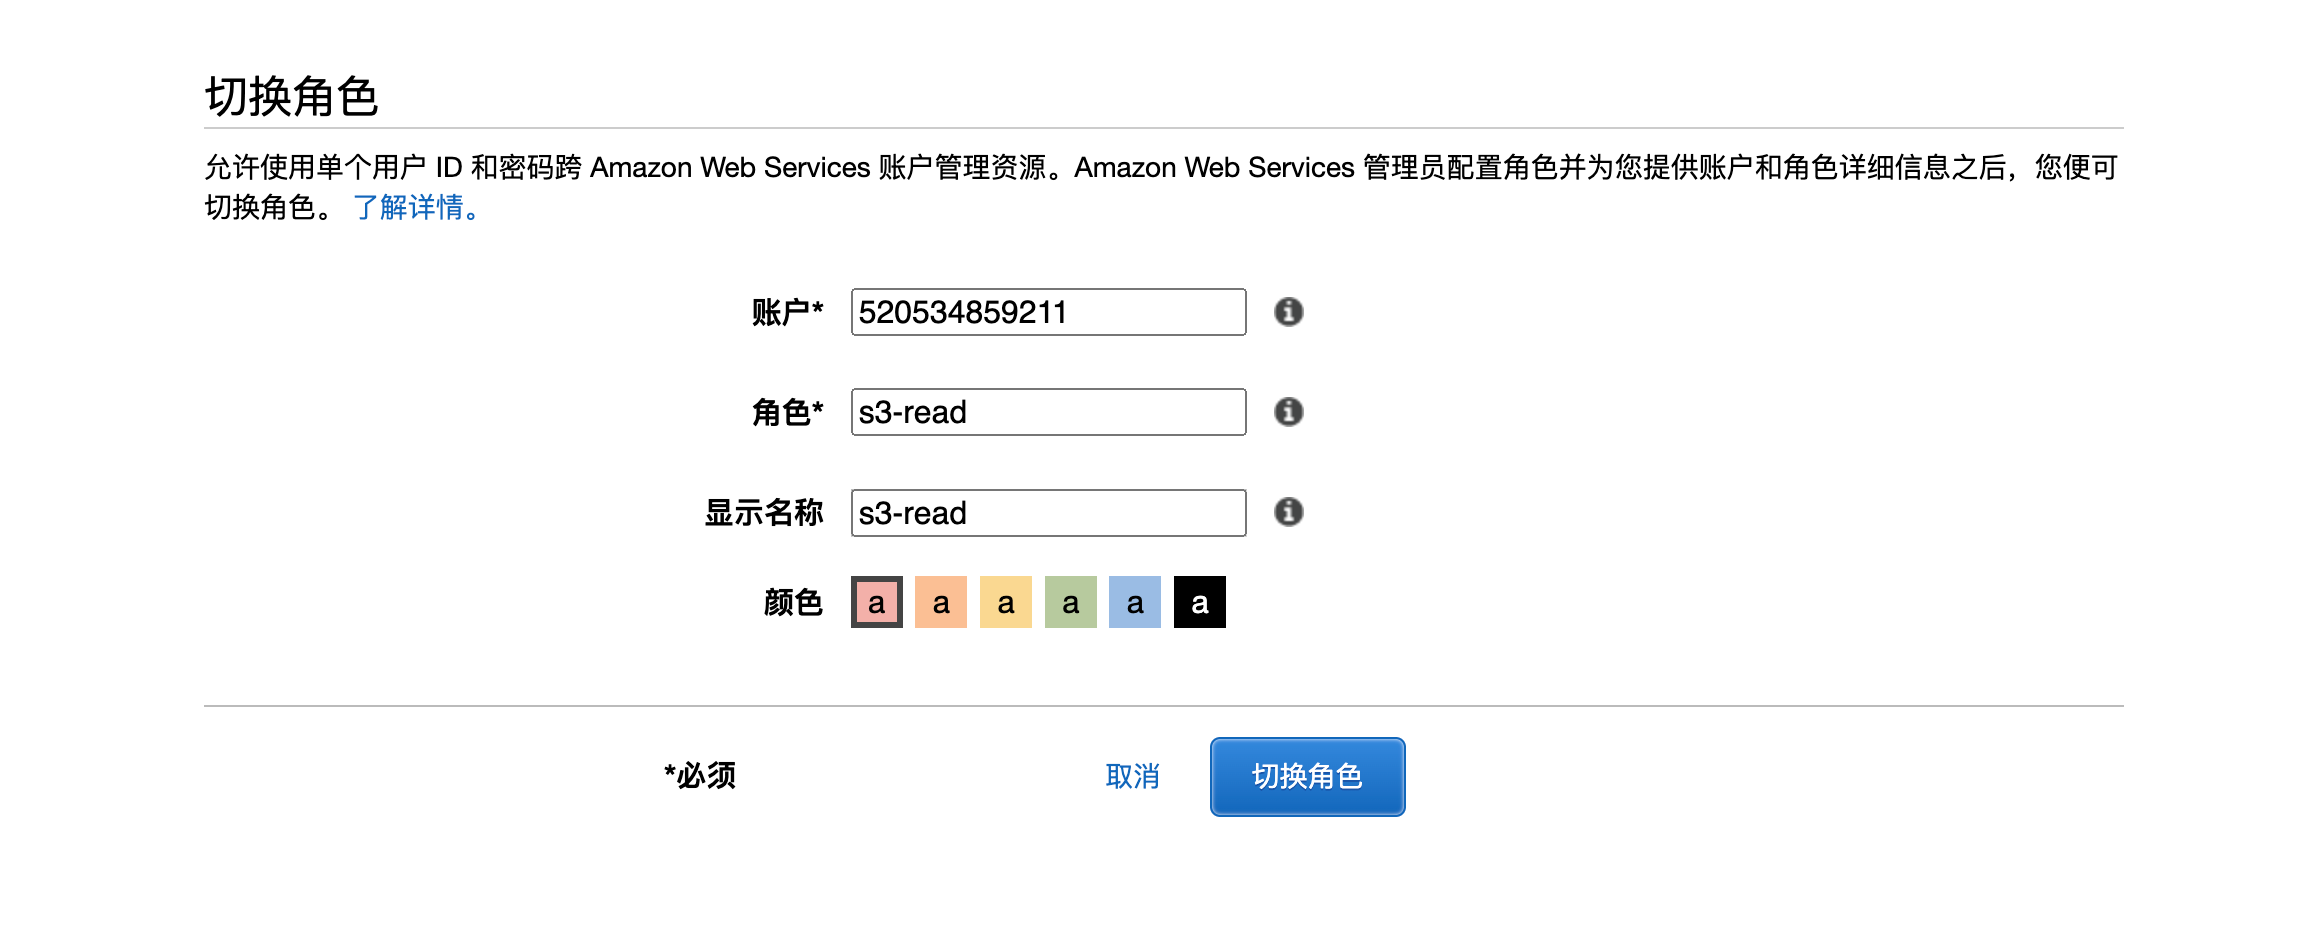 切换角色
允许使用单个用户 ID 和密码跨 Amazon Web Services 账户管理资源。Amazon Web Services 管理员配置角色并为您提供账户和角色详细信息之后，您便可
切换角色。 了解详情。
账户* 520534859211
角色* s3-read
显示名称 s3-read
颜色 a a a a a a
*必须 取消 切换角色